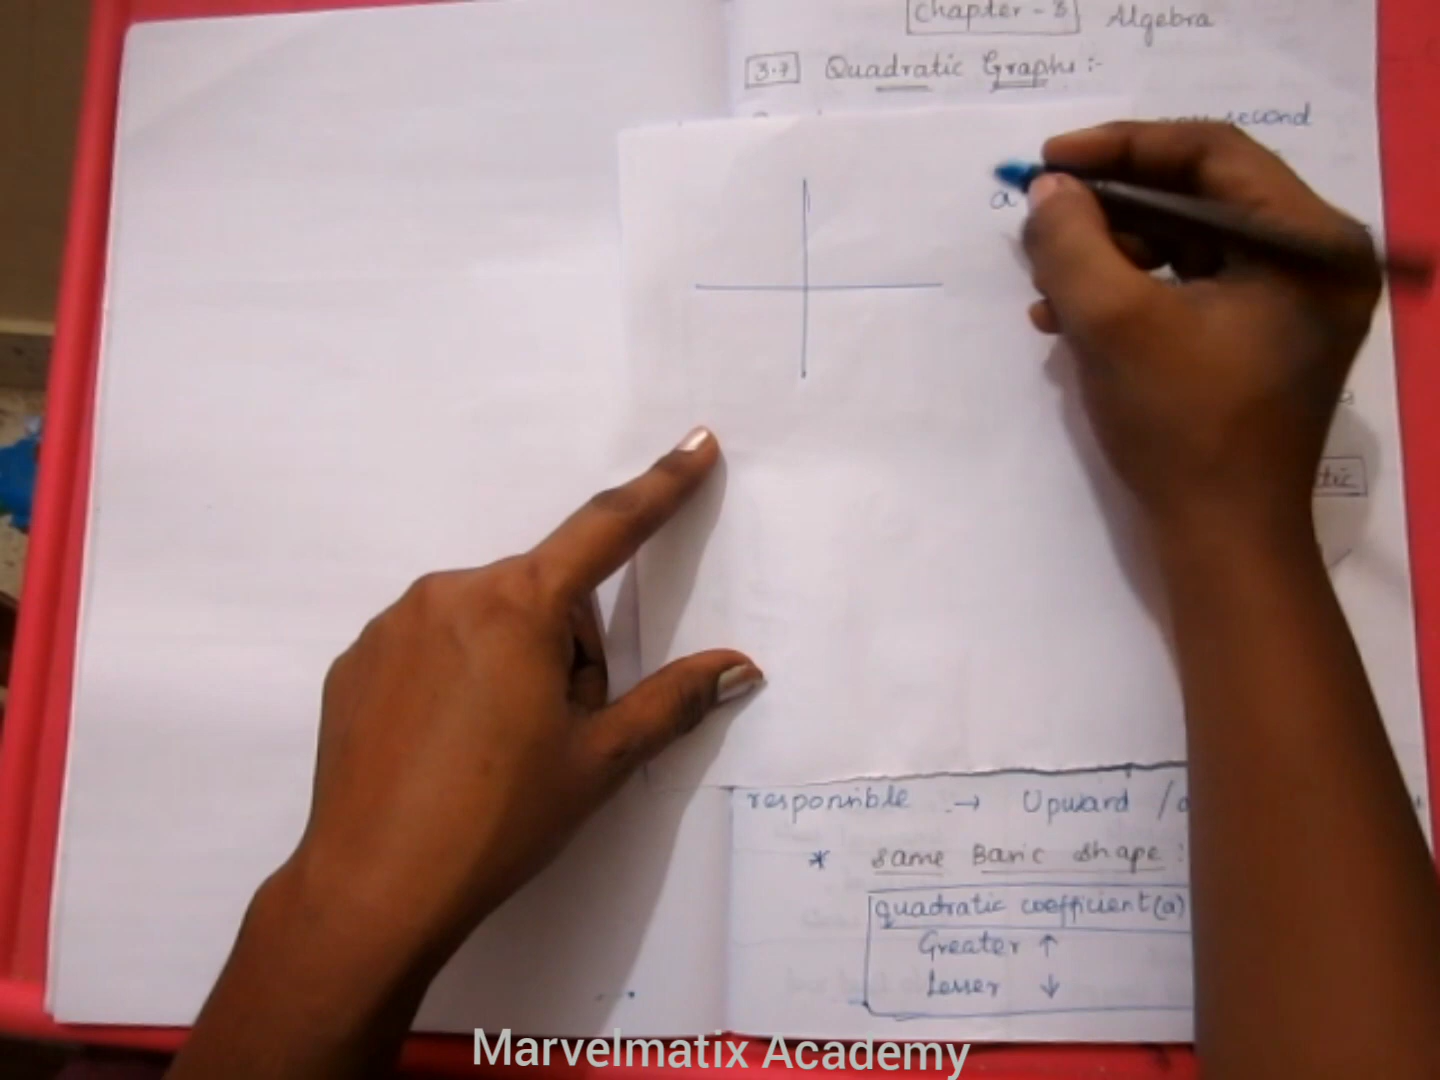 Chapter - 3 Algebra
3.7 Quadratic Graphs :-
any second
a
tic
responsible → Upward /d
* same Basic shape :
quadratic coefficient (a)
Greater ↑
Lesser ↓
Marvelmatix Academy